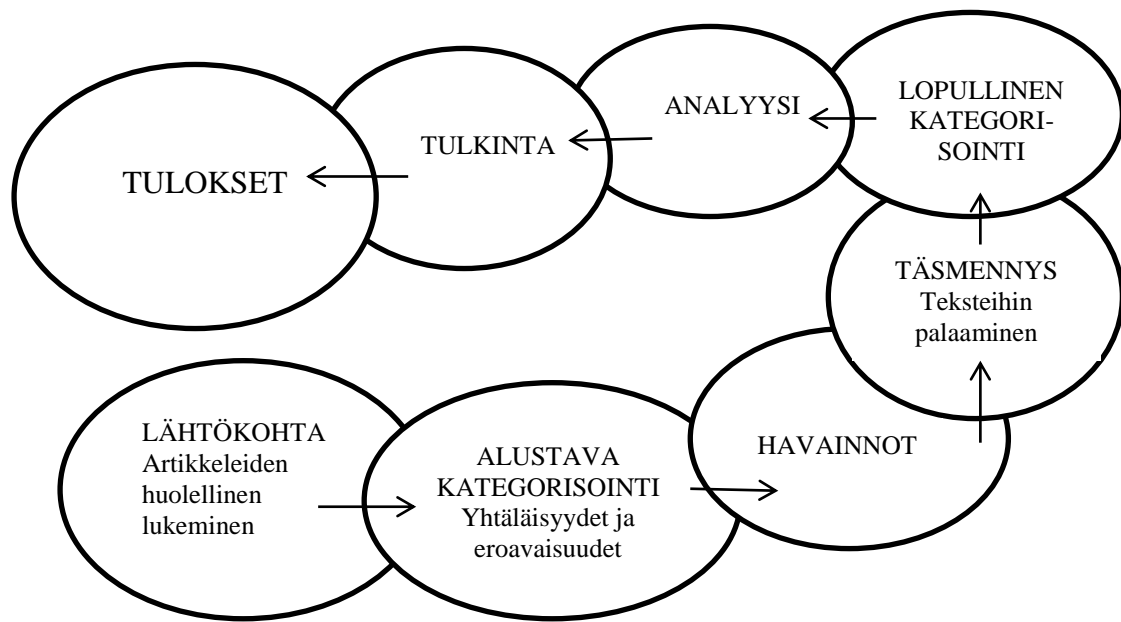 LOPULLINEN
KATEGORI-
SOINTI
ANALYYSI
TULKINTA
TULOKSET
TÄSMENNYS
Teksteihin
palaaminen
LÄHTÖKOHTA
Artikkeleiden
huolellinen
lukeminen
ALUSTAVA
KATEGORISOINTI
Yhtäläisyydet ja
eroavaisuudet
HAVAINNOT